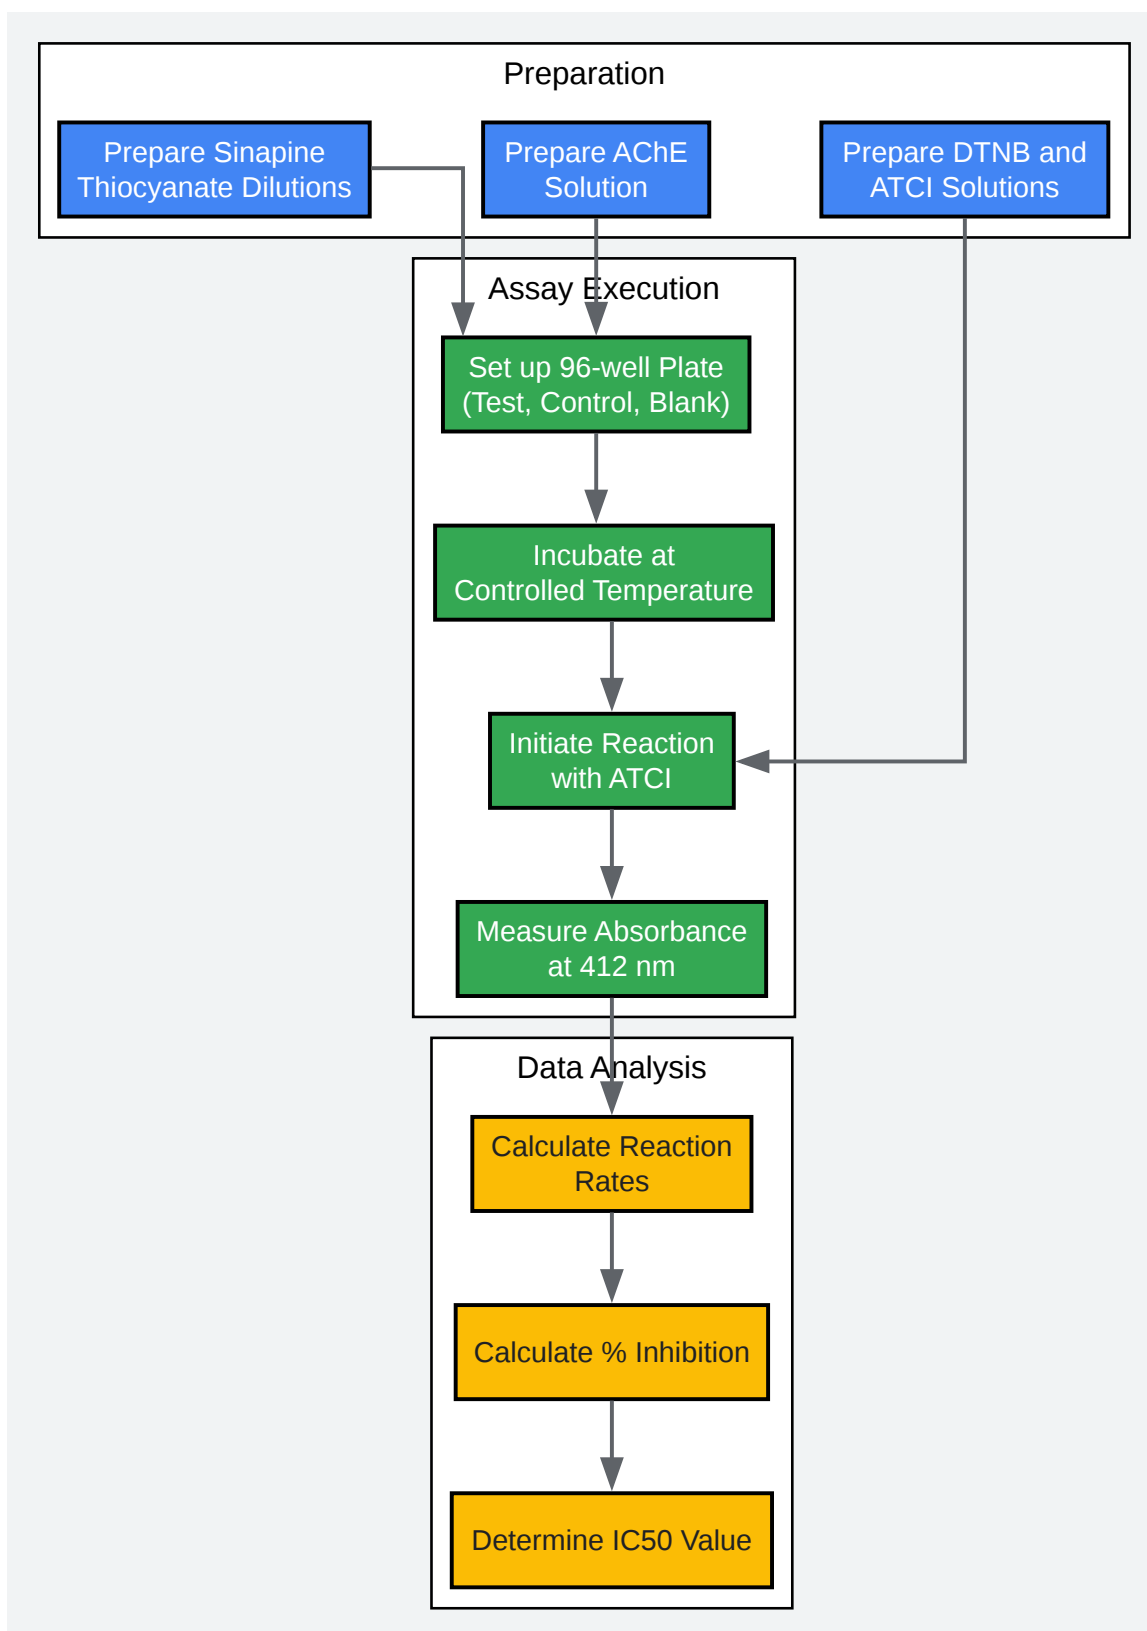 Preparation
Prepare Sinapine
Thiocyanate Dilutions
Prepare AChE
Solution
Prepare DTNB and
ATCI Solutions
Assay Execution
Set up 96-well Plate
(Test, Control, Blank)
Incubate at
Controlled Temperature
Initiate Reaction
with ATCI
Measure Absorbance
at 412 nm
Data Analysis
Calculate Reaction
Rates
Calculate % Inhibition
Determine IC50 Value